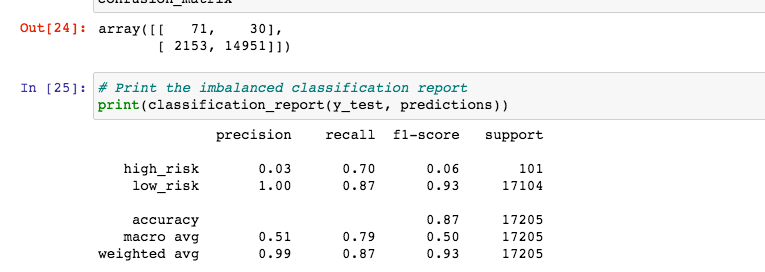 confusion_matrix
Out[24]: array([[   71,    30],
       [ 2153, 14951]])
In [25]: # Print the imbalanced classification report
print(classification_report(y_test, predictions))
precision recall f1-score support
high_risk 0.03 0.70 0.06 101
low_risk 1.00 0.87 0.93 17104
accuracy 0.87 17205
macro avg 0.51 0.79 0.50 17205
weighted avg 0.99 0.87 0.93 17205